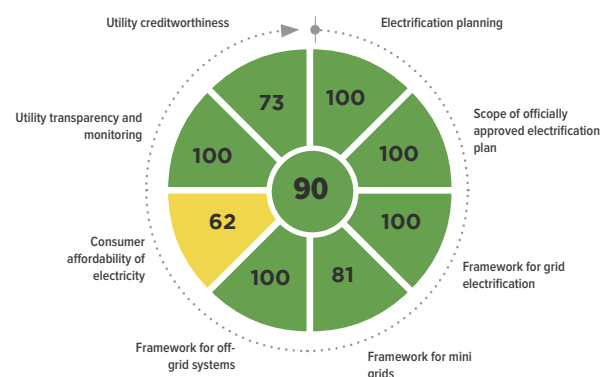 Utility creditworthiness
Electrification planning
73
100
Utility transparency and
monitoring
100
100
Scope of officially
approved electrification
plan
90
62
100
Consumer
affordability of
electricity
100
81
Framework for grid
electrification
Framework for off-
grid systems
Framework for mini
grids